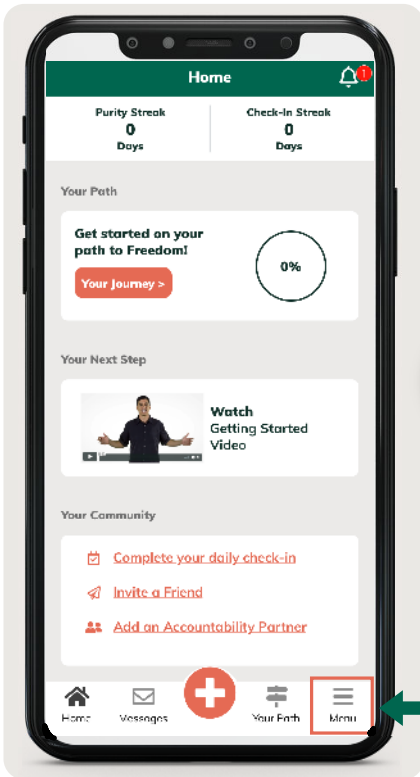 Home
1
Purity Streak
0
Days
Check-In Streak
0
Days
Your Path
Get started on your
path to Freedom!
Your Journey >
0%
Your Next Step
Watch
Getting Started
Video
Your Community
Complete your daily check-in
Invite a Friend
Add an Accountability Partner
Home
Messages
Your Path
Menu